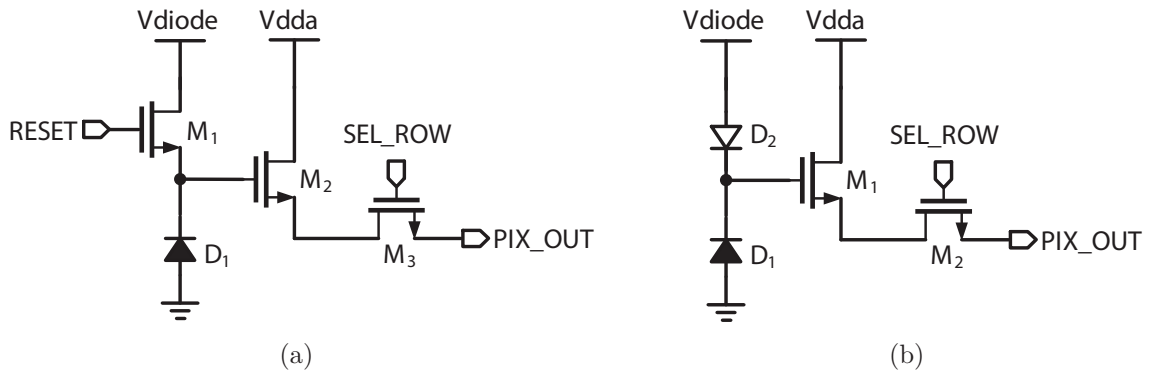 Vdiode
Vdda
RESET
M1
SEL_ROW
M2
D1
M3
PIX_OUT
(a)
Vdiode
Vdda
D2
SEL_ROW
M1
D1
M2
PIX_OUT
(b)